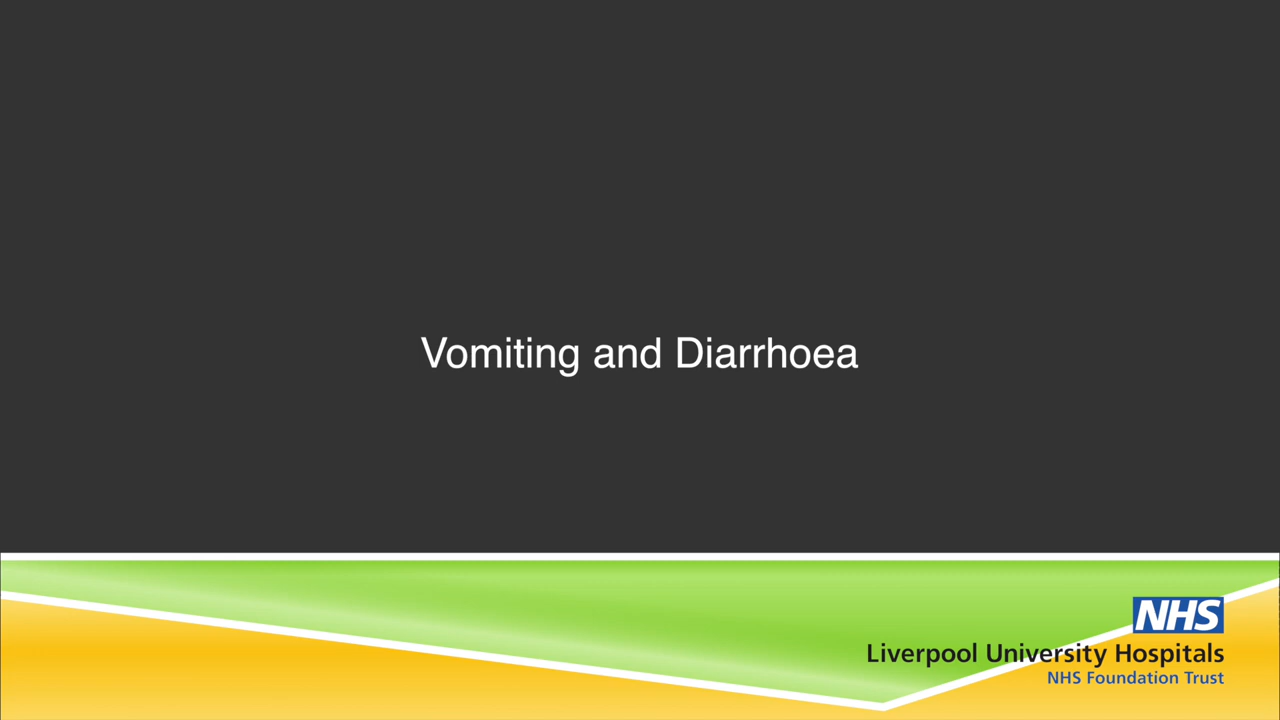 Vomiting and Diarrhoea
NHS
Liverpool University Hospitals
NHS Foundation Trust